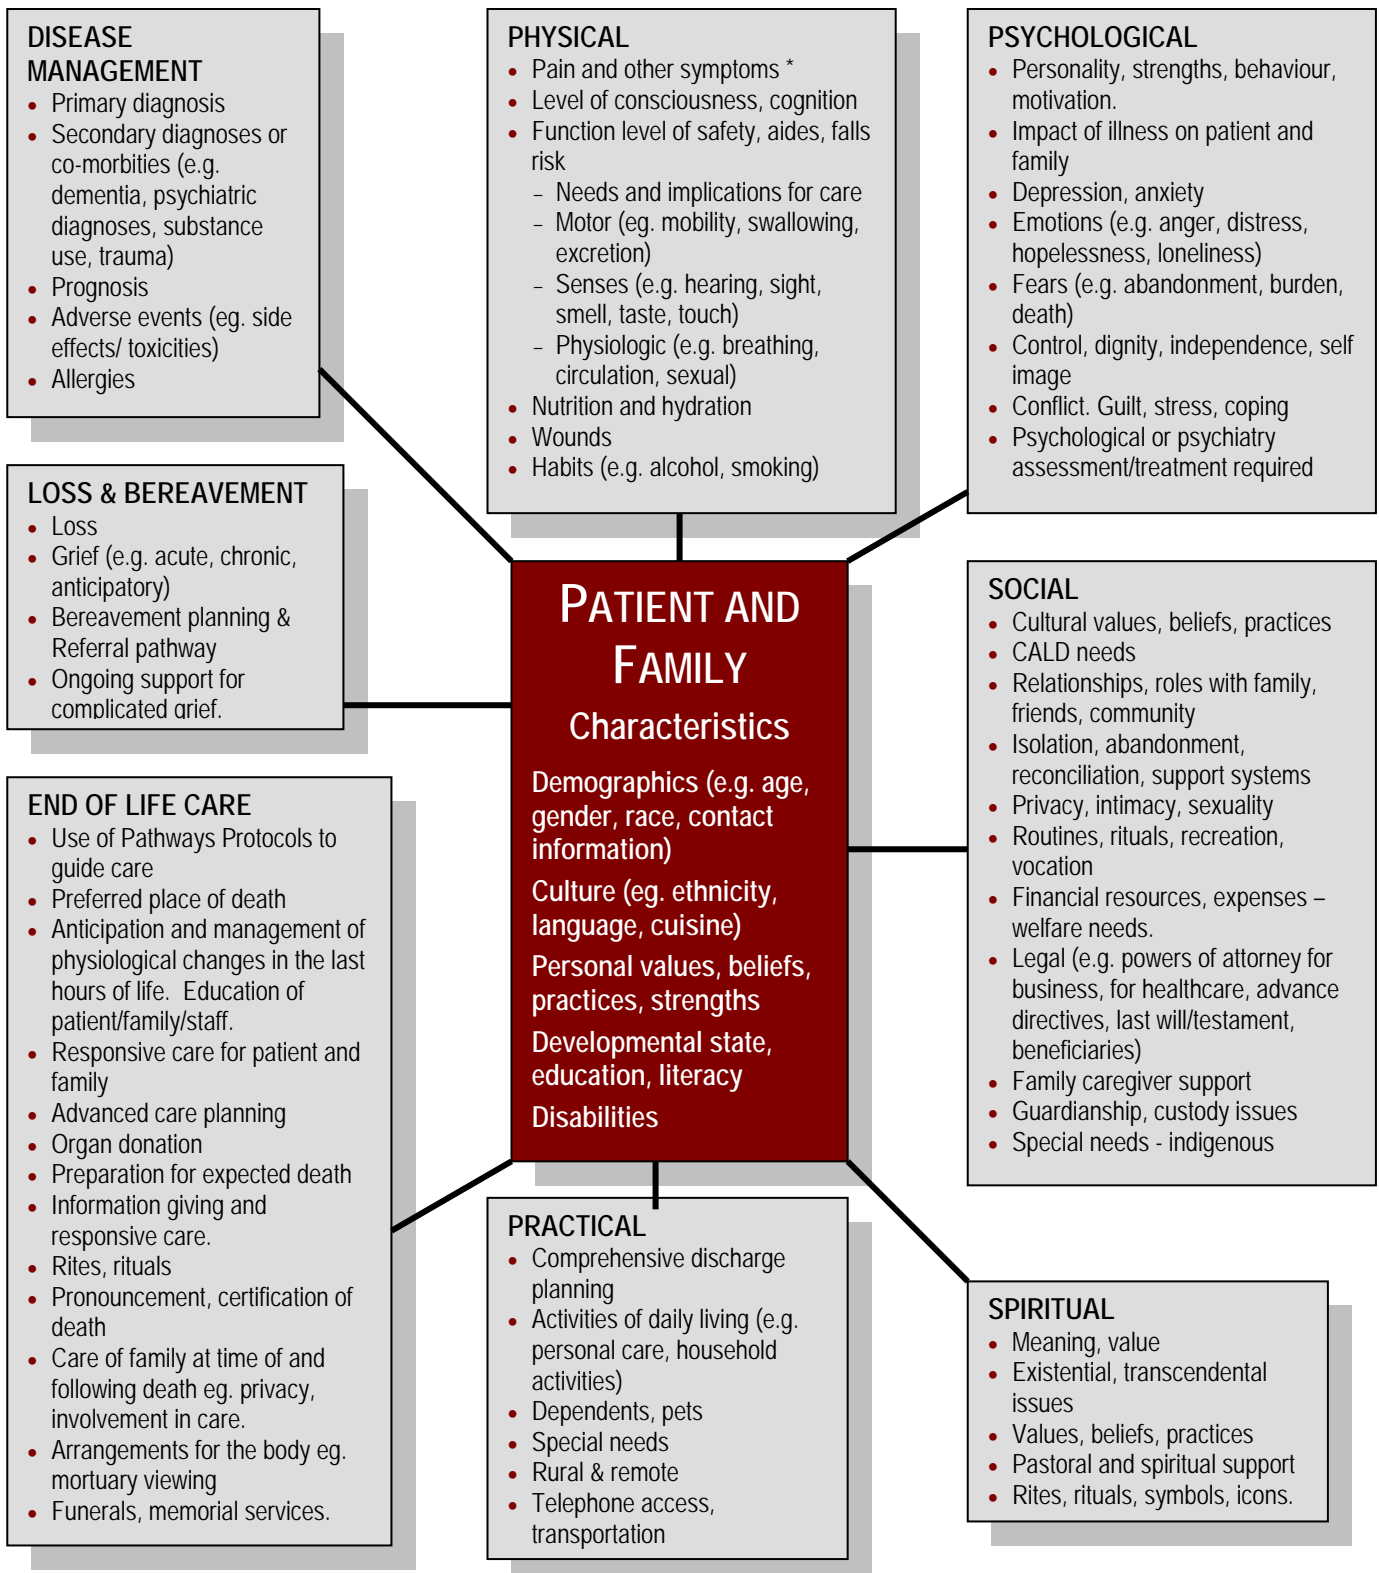 DISEASE
MANAGEMENT
• Primary diagnosis
• Secondary diagnoses or
co-morbities (e.g.
dementia, psychiatric
diagnoses, substance
use, trauma)
• Prognosis
• Adverse events (eg. side
effects/ toxicities)
• Allergies
PHYSICAL
• Pain and other symptoms *
• Level of consciousness, cognition
• Function level of safety, aides, falls
risk
– Needs and implications for care
– Motor (eg. mobility, swallowing,
excretion)
– Senses (e.g. hearing, sight,
smell, taste, touch)
– Physiologic (e.g. breathing,
circulation, sexual)
• Nutrition and hydration
• Wounds
• Habits (e.g. alcohol, smoking)
PSYCHOLOGICAL
• Personality, strengths, behaviour,
motivation.
• Impact of illness on patient and
family
• Depression, anxiety
• Emotions (e.g. anger, distress,
hopelessness, loneliness)
• Fears (e.g. abandonment, burden,
death)
• Control, dignity, independence, self
image
• Conflict. Guilt, stress, coping
• Psychological or psychiatry
assessment/treatment required
LOSS & BEREAVEMENT
• Loss
• Grief (e.g. acute, chronic,
anticipatory)
• Bereavement planning &
Referral pathway
• Ongoing support for
complicated grief.
PATIENT AND
FAMILY
Characteristics
Demographics (e.g. age,
gender, race, contact
information)
Culture (eg. ethnicity,
language, cuisine)
Personal values, beliefs,
practices, strengths
Developmental state,
education, literacy
Disabilities
SOCIAL
• Cultural values, beliefs, practices
• CALD needs
• Relationships, roles with family,
friends, community
• Isolation, abandonment,
reconciliation, support systems
• Privacy, intimacy, sexuality
• Routines, rituals, recreation,
vocation
• Financial resources, expenses –
welfare needs.
• Legal (e.g. powers of attorney for
business, for healthcare, advance
directives, last will/testament,
beneficiaries)
• Family caregiver support
• Guardianship, custody issues
• Special needs - indigenous
END OF LIFE CARE
• Use of Pathways Protocols to
guide care
• Preferred place of death
• Anticipation and management of
physiological changes in the last
hours of life. Education of
patient/family/staff.
• Responsive care for patient and
family
• Advanced care planning
• Organ donation
• Preparation for expected death
• Information giving and
responsive care.
• Rites, rituals
• Pronouncement, certification of
death
• Care of family at time of and
following death eg. privacy,
involvement in care.
• Arrangements for the body eg.
mortuary viewing
• Funerals, memorial services.
PRACTICAL
• Comprehensive discharge
planning
• Activities of daily living (e.g.
personal care, household
activities)
• Dependents, pets
• Special needs
• Rural & remote
• Telephone access,
transportation
SPIRITUAL
• Meaning, value
• Existential, transcendental
issues
• Values, beliefs, practices
• Pastoral and spiritual support
• Rites, rituals, symbols, icons.